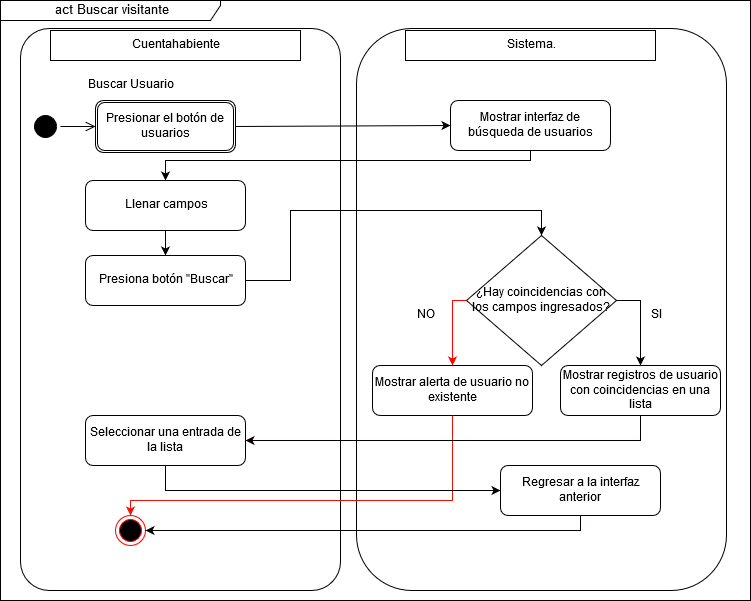 act Buscar visitante
Cuentahabiente
Sistema.
Buscar Usuario
Presionar el botón de
usuarios
Mostrar interfaz de
búsqueda de usuarios
Llenar campos
Presiona botón "Buscar"
¿Hay coincidencias con
los campos ingresados?
NO
SI
Mostrar alerta de usuario no
existente
Mostrar registros de usuario
con coincidencias en una
lista
Seleccionar una entrada de
la lista
Regresar a la interfaz
anterior